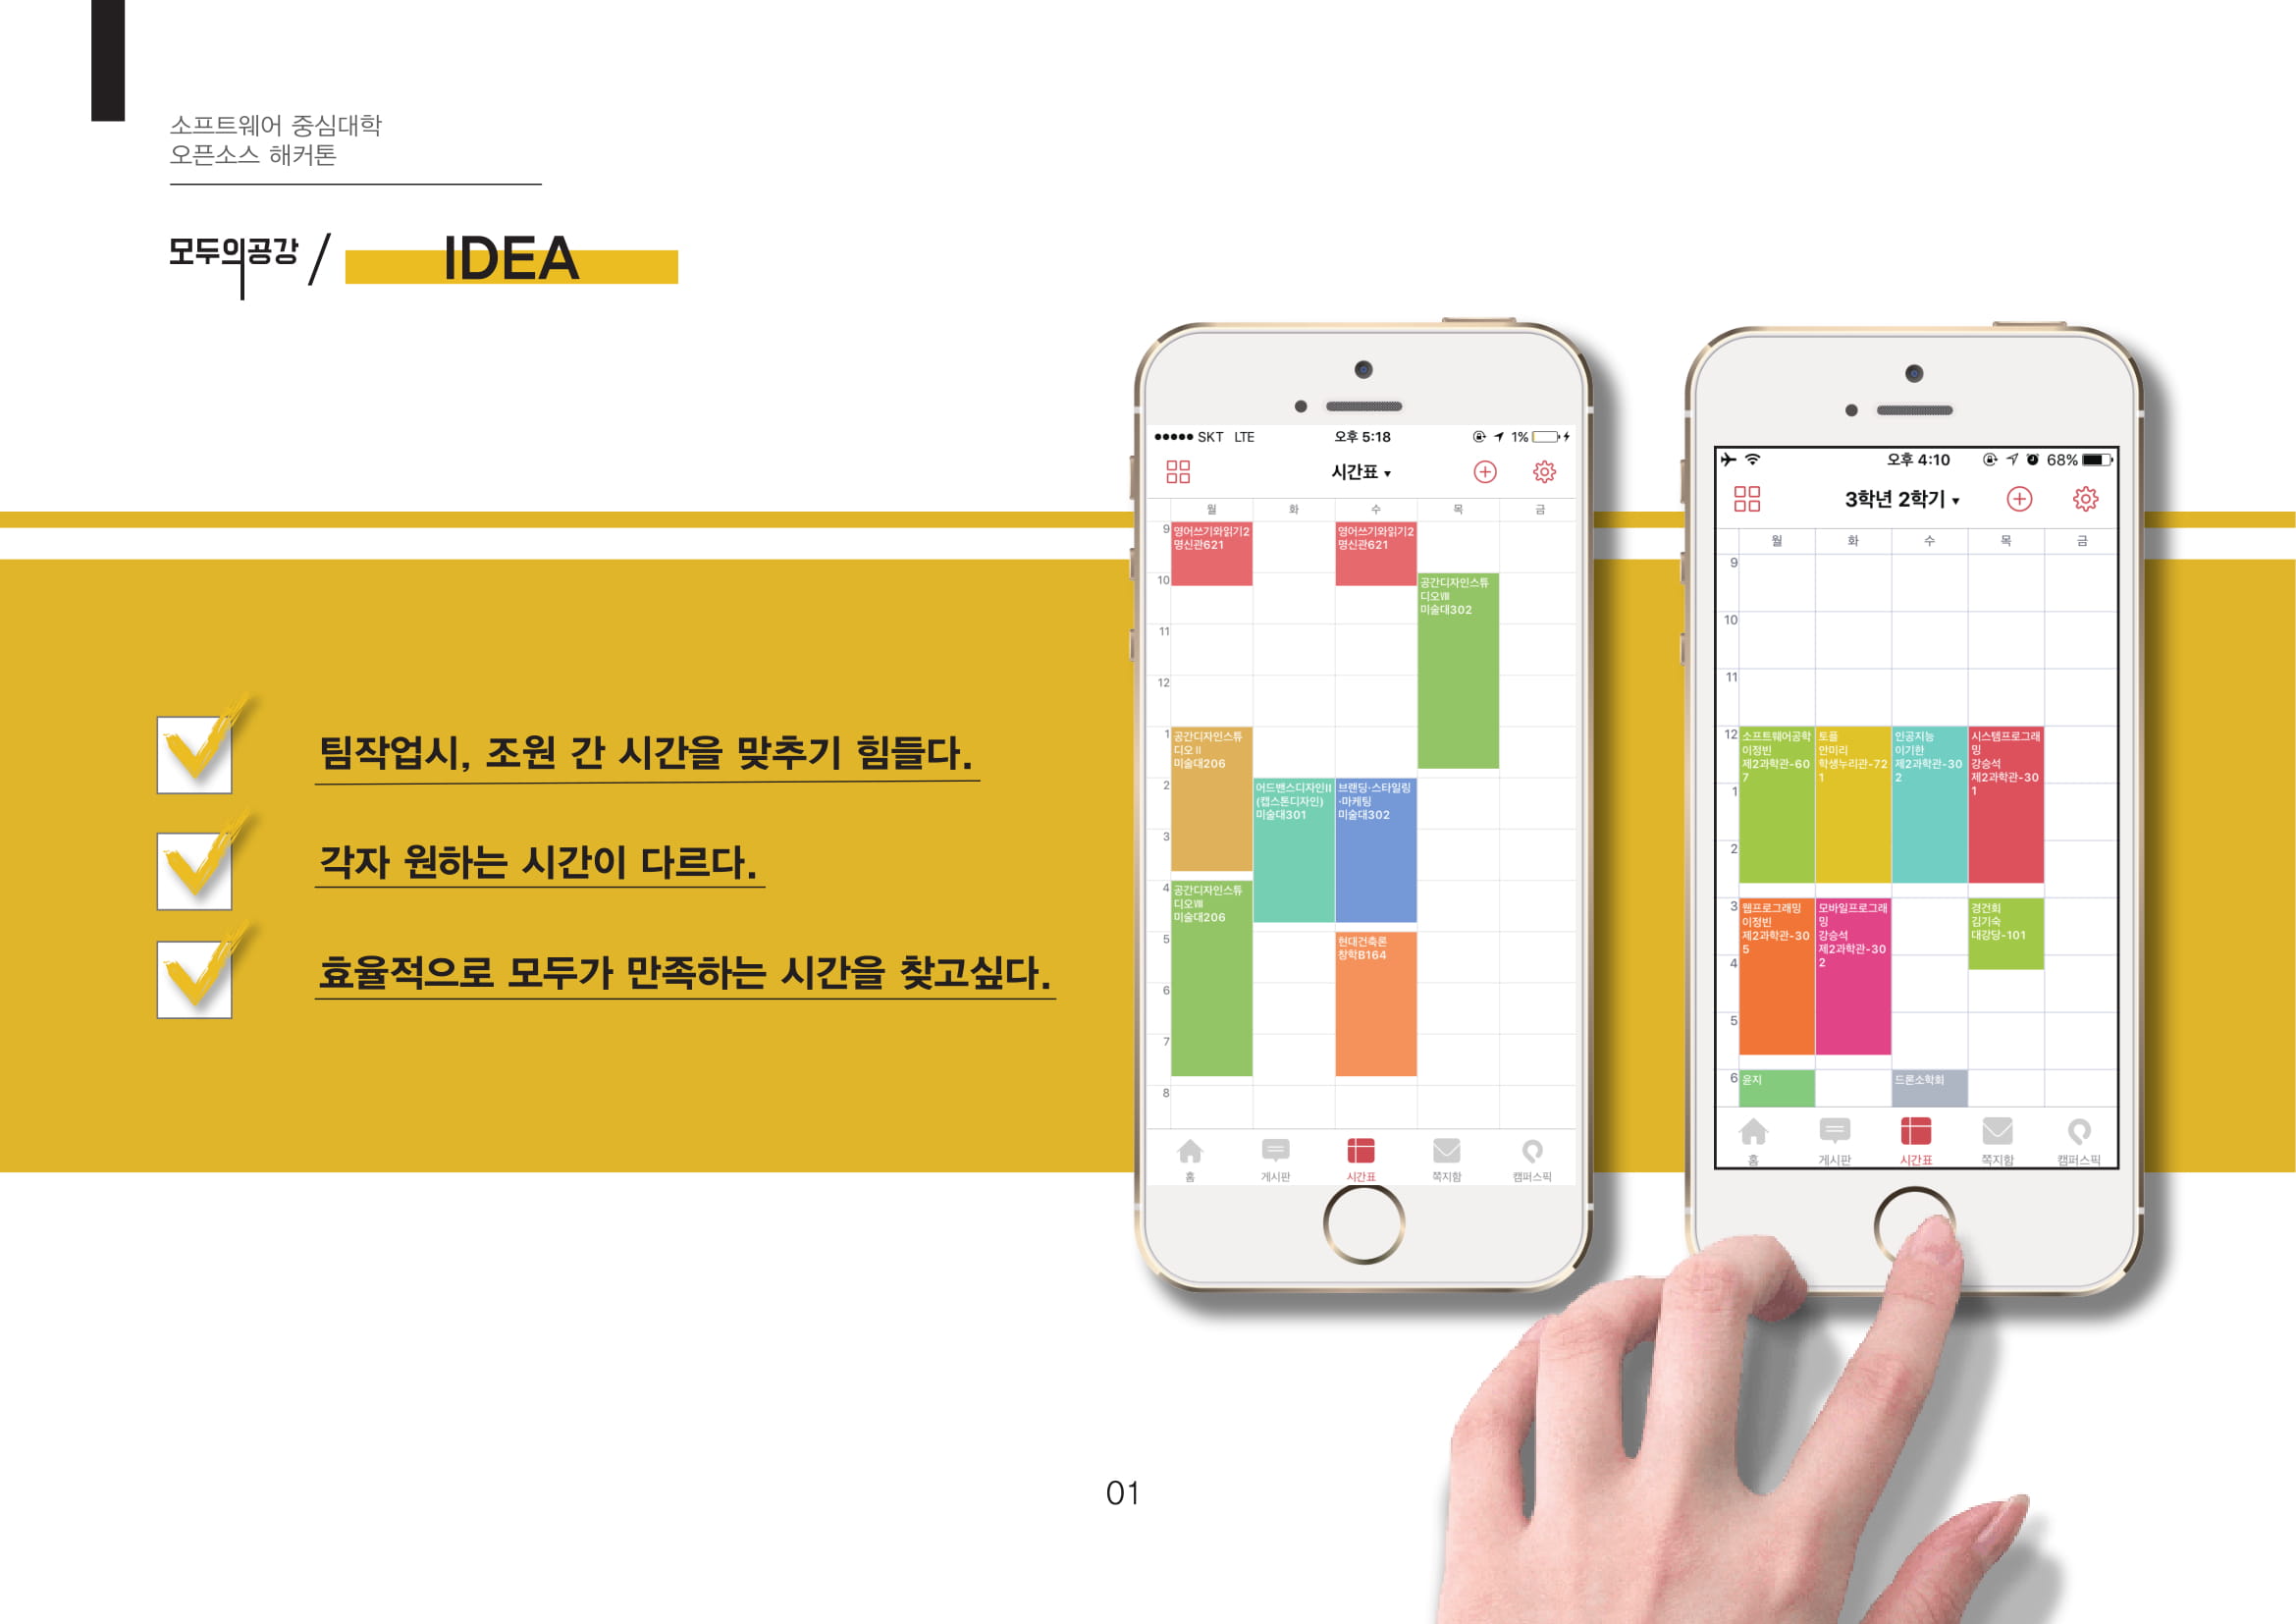 소프트웨어 중심대학
오픈소스 해커톤
모두의공강 / IDEA
팀작업시, 조원 간 시간을 맞추기 힘들다.
각자 원하는 시간이 다르다.
효율적으로 모두가 만족하는 시간을 찾고싶다.
SKT LTE 오후 5:18 1%
시간표
월 화 수 목 금
9
10
11
12
1
2
3
4
5
6
7
8
영어쓰기와읽기2
명신관621
공간디자인스튜
디오 II
미술대206
공간디자인스튜
디오Ⅷ
미술대206
어드밴스디자인II
(캡스톤디자인)
미술대301
영어쓰기와읽기2
명신관621
브랜딩·스타일링
·마케팅
미술대302
현대건축론
창학B164
공간디자인스튜
디오Ⅷ
미술대302
홈 게시판 시간표 쪽지함 캠퍼스픽
오후 4:10 68%
3학년 2학기
월 화 수 목 금
9
10
11
12
1
2
3
4
5
6
소프트웨어공학
이정빈
제2과학관-60
7
웹프로그래밍
이정빈
제2과학관-30
5
윤지
토플
안미리
학생누리관-72
1
모바일프로그래
밍
강승석
제2과학관-30
2
인공지능
이기한
제2과학관-30
2
드론소학회
시스템프로그래
밍
강승석
제2과학관-30
1
경건회
김기숙
대강당-101
홈 게시판 시간표 쪽지함 캠퍼스픽
01